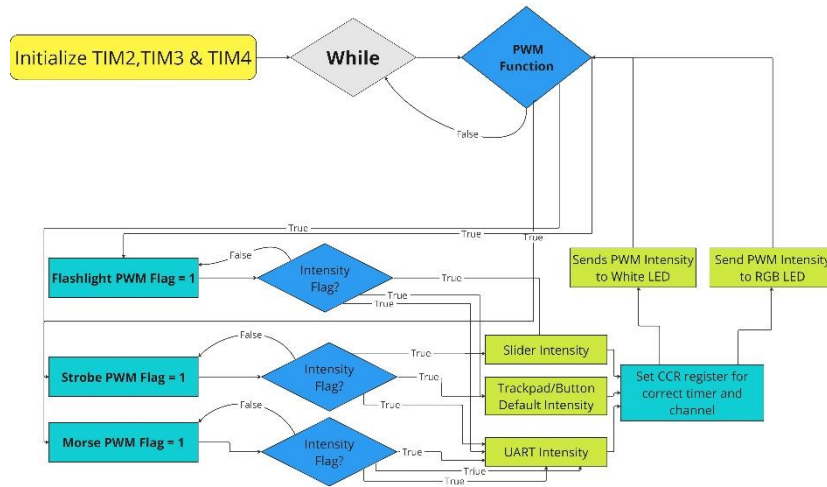 Initialize TIM2,TIM3 & TIM4
While
PWM
Function
False
True
True
True
False
Flashlight PWM Flag = 1
Intensity
Flag?
True
True
True
Sends PWM Intensity
to White LED
Send PWM Intensity
to RGB LED
False
Strobe PWM Flag = 1
Intensity
Flag?
True
True
True
Slider Intensity
Trackpad/Button
Default Intensity
Set CCR register for
correct timer and
channel
False
Morse PWM Flag = 1
Intensity
Flag?
True
Triue
True
UART Intensity